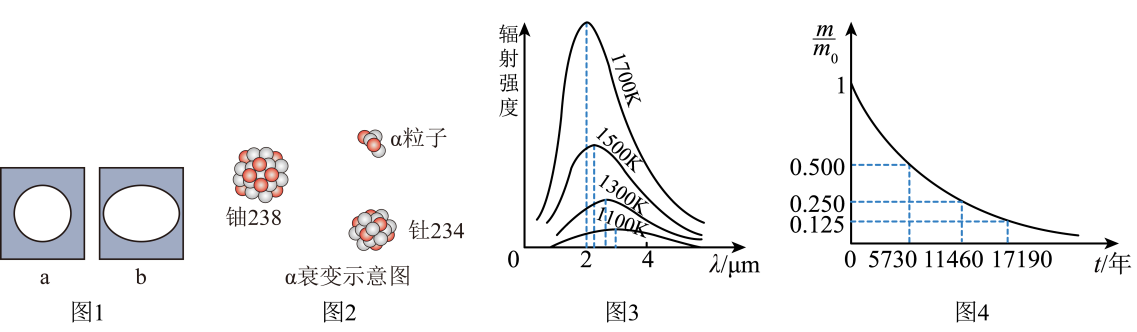 a
b
图1
铀238
α粒子
钍234
α衰变示意图
图2
辐射强度
1700K
1500K
1300K
1100K
0
2
4
λ/μm
图3
m/m₀
1
0.500
0.250
0.125
0 5730 11460 17190 t/年
图4